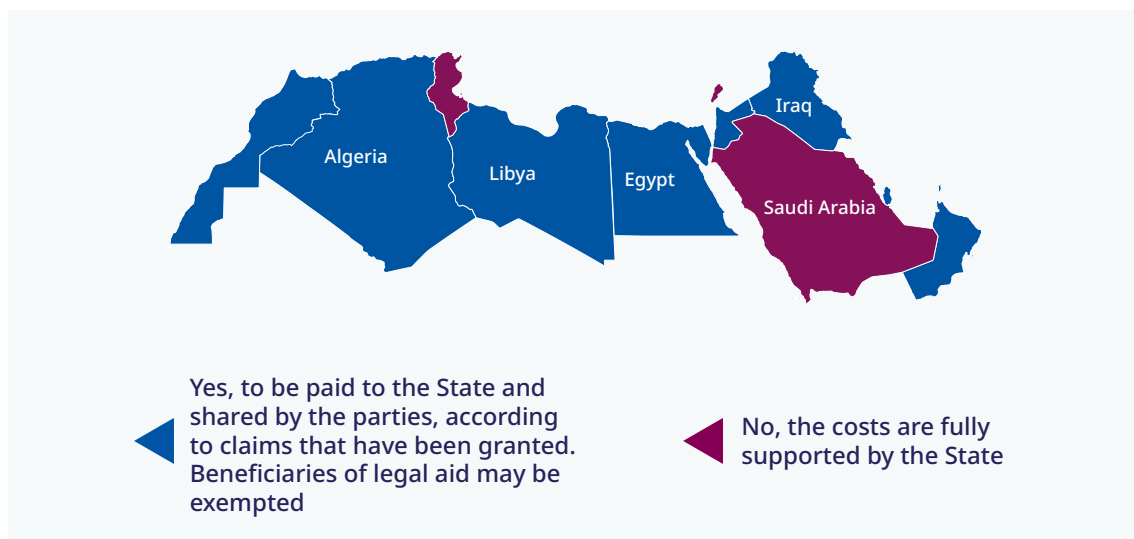 Iraq
Algeria
Libya
Egypt
Saudi Arabia
Yes, to be paid to the State and
shared by the parties, according
to claims that have been granted.
Beneficiaries of legal aid may be
exempted
No, the costs are fully
supported by the State